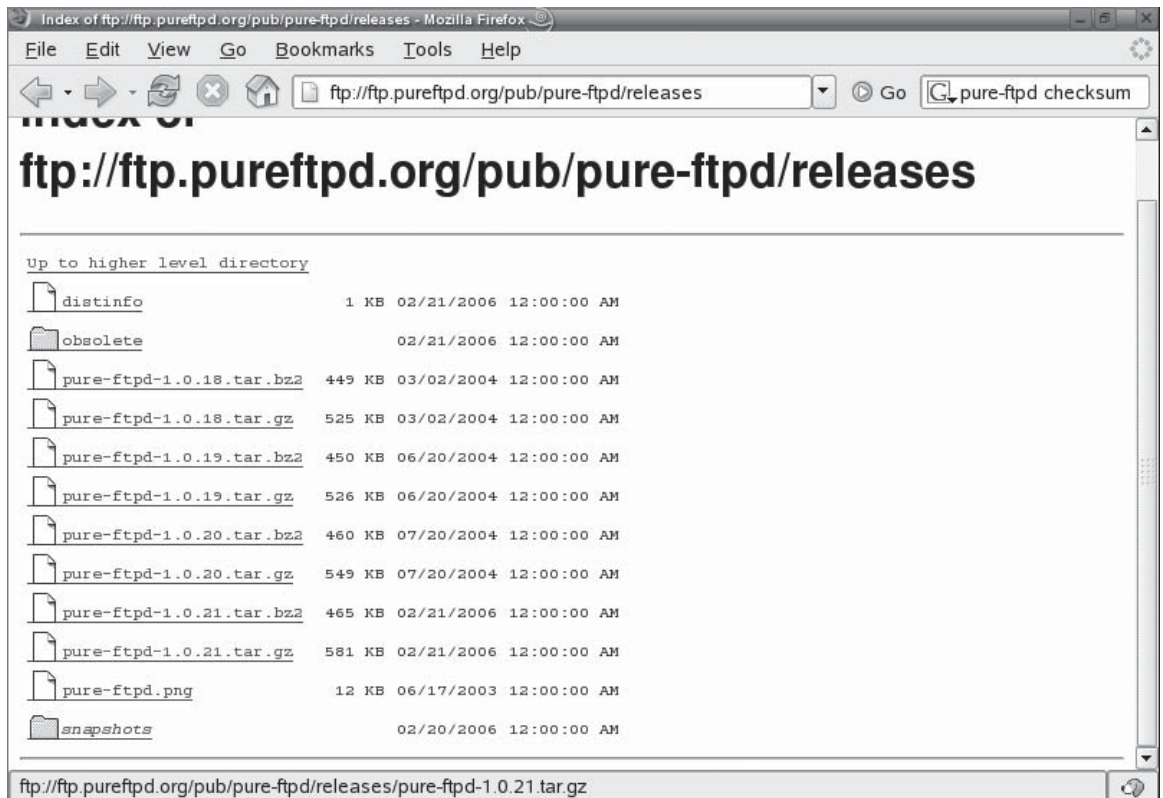 Index of ftp://ftp.pureftpd.org/pub/pure-ftpd/releases - Mozilla Firefox
File Edit View Go Bookmarks Tools Help
ftp://ftp.pureftpd.org/pub/pure-ftpd/releases Go G pure-ftpd checksum
Index of
ftp://ftp.pureftpd.org/pub/pure-ftpd/releases
Up to higher level directory
distinfo 1 KB 02/21/2006 12:00:00 AM
obsolete 02/21/2006 12:00:00 AM
pure-ftpd-1.0.18.tar.bz2 449 KB 03/02/2004 12:00:00 AM
pure-ftpd-1.0.18.tar.gz 525 KB 03/02/2004 12:00:00 AM
pure-ftpd-1.0.19.tar.bz2 450 KB 06/20/2004 12:00:00 AM
pure-ftpd-1.0.19.tar.gz 526 KB 06/20/2004 12:00:00 AM
pure-ftpd-1.0.20.tar.bz2 460 KB 07/20/2004 12:00:00 AM
pure-ftpd-1.0.20.tar.gz 549 KB 07/20/2004 12:00:00 AM
pure-ftpd-1.0.21.tar.bz2 465 KB 02/21/2006 12:00:00 AM
pure-ftpd-1.0.21.tar.gz 581 KB 02/21/2006 12:00:00 AM
pure-ftpd.png 12 KB 06/17/2003 12:00:00 AM
snapshots 02/20/2006 12:00:00 AM
ftp://ftp.pureftpd.org/pub/pure-ftpd/releases/pure-ftpd-1.0.21.tar.gz